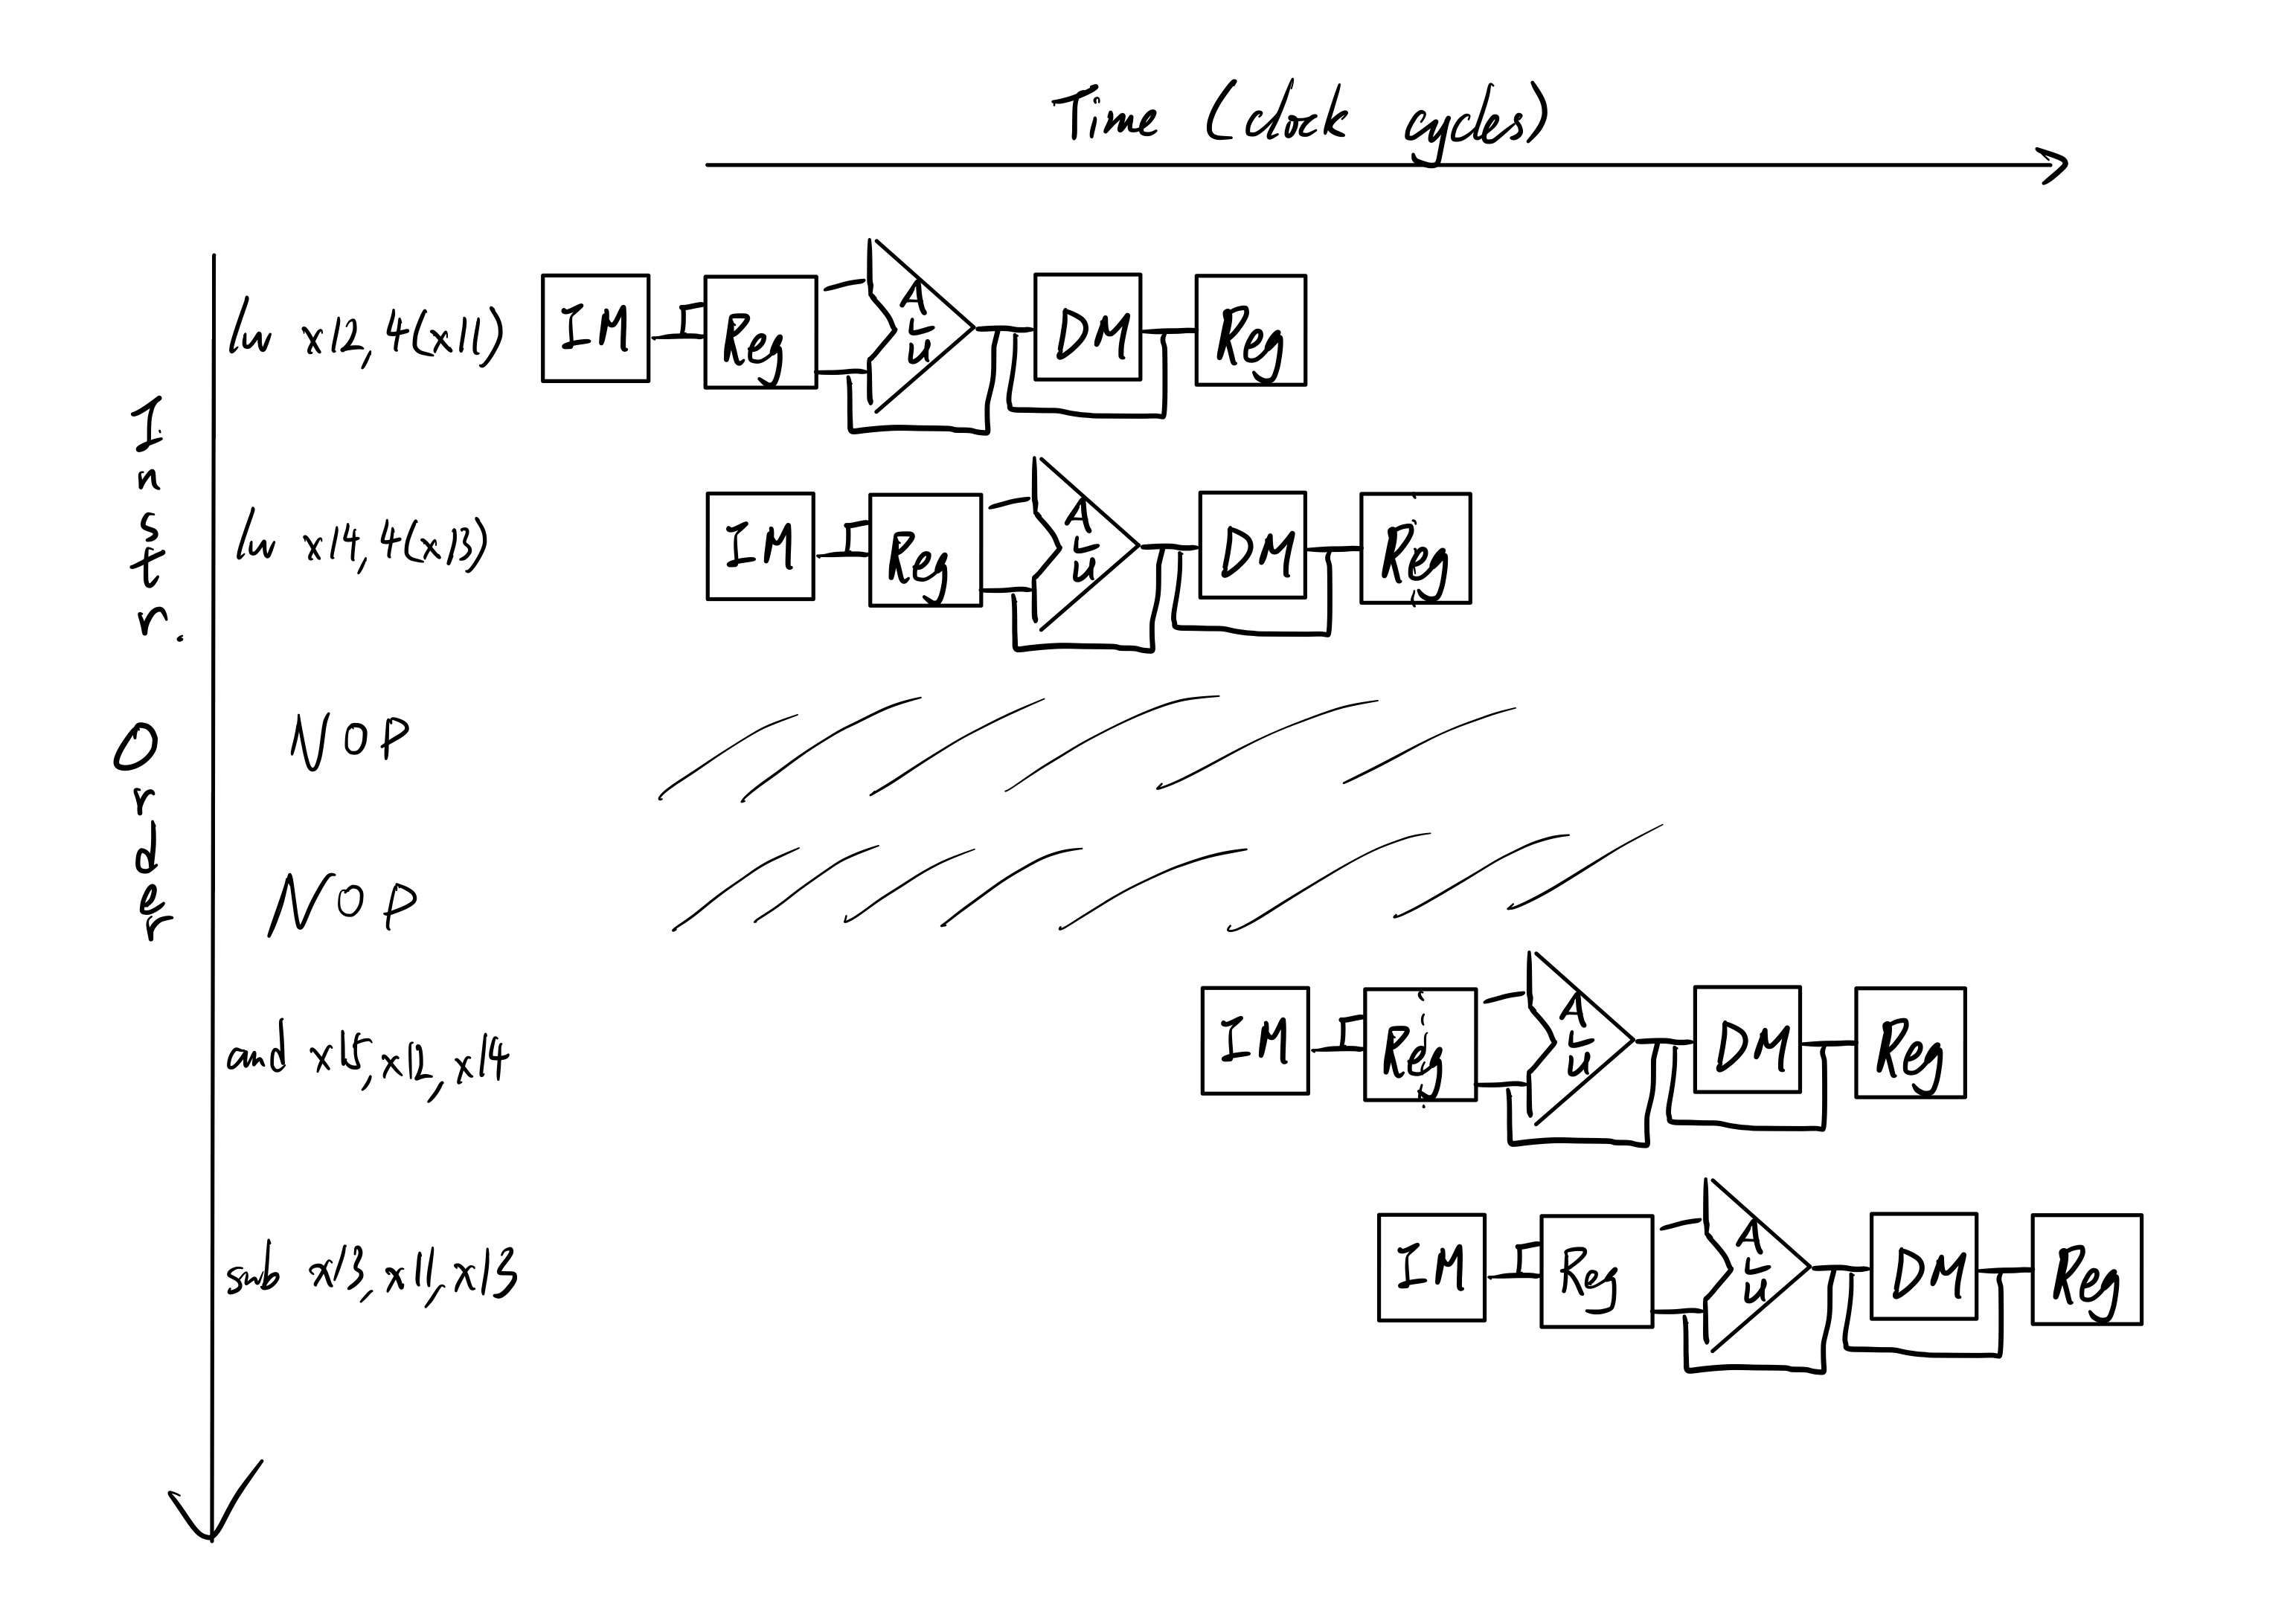 Time (clock cycles)
Instr. Order
lw x12, 4(x11) IM Reg ALU DM Reg
lw x14, 4(x13) IM Reg ALU DM Reg
NOP
NOP
and x15, x12, x14 IM Reg ALU DM Reg
sub x13, x11, x13 IM Reg ALU DM Reg